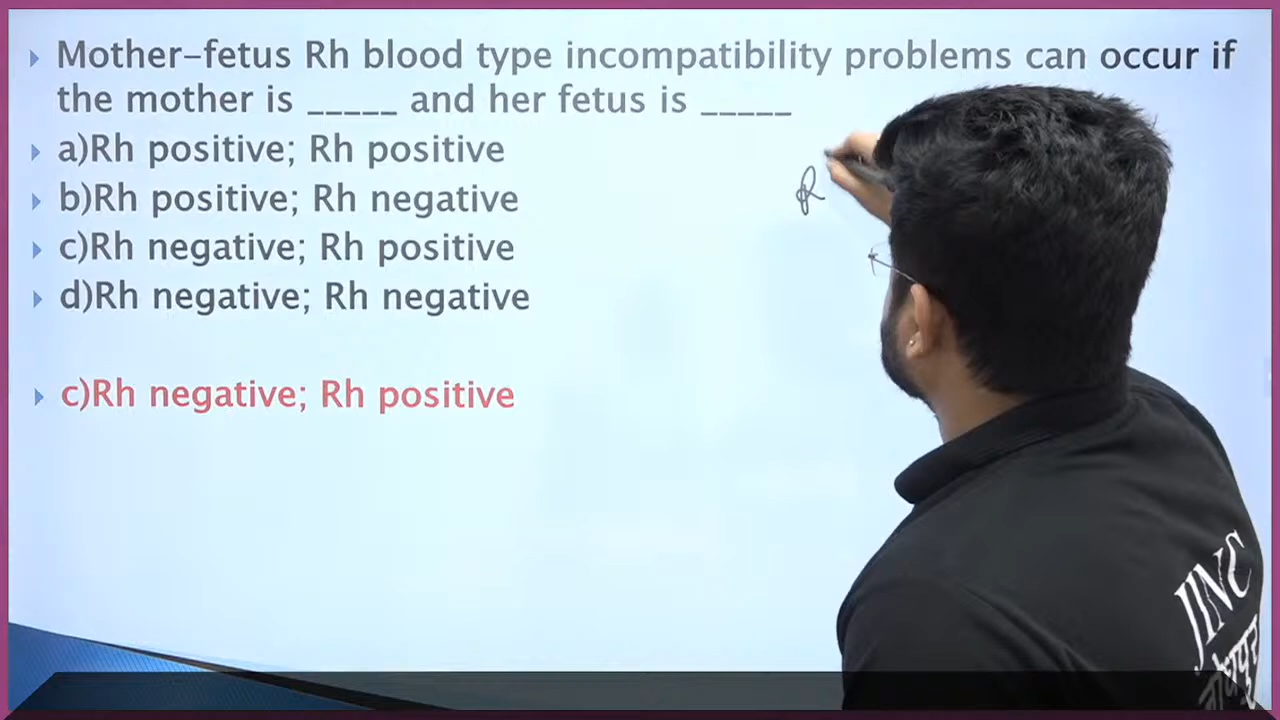 Mother-fetus Rh blood type incompatibility problems can occur if
the mother is _____ and her fetus is _____
a)Rh positive; Rh positive
b)Rh positive; Rh negative
c)Rh negative; Rh positive
d)Rh negative; Rh negative
c)Rh negative; Rh positive
R
JINC
जोधपुर